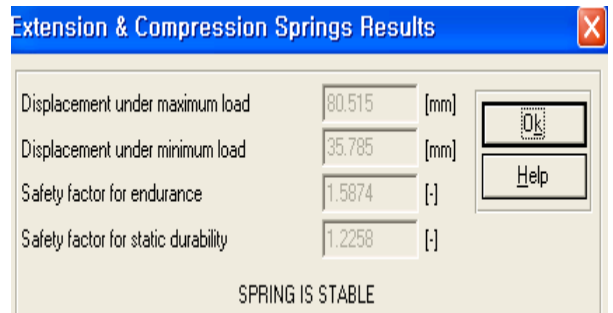 Extension & Compression Springs Results
Displacement under maximum load 80.515 [mm]
Ok
Displacement under minimum load 35.785 [mm]
Help
Safety factor for endurance 1.5874 [-]
Safety factor for static durability 1.2258 [-]
SPRING IS STABLE